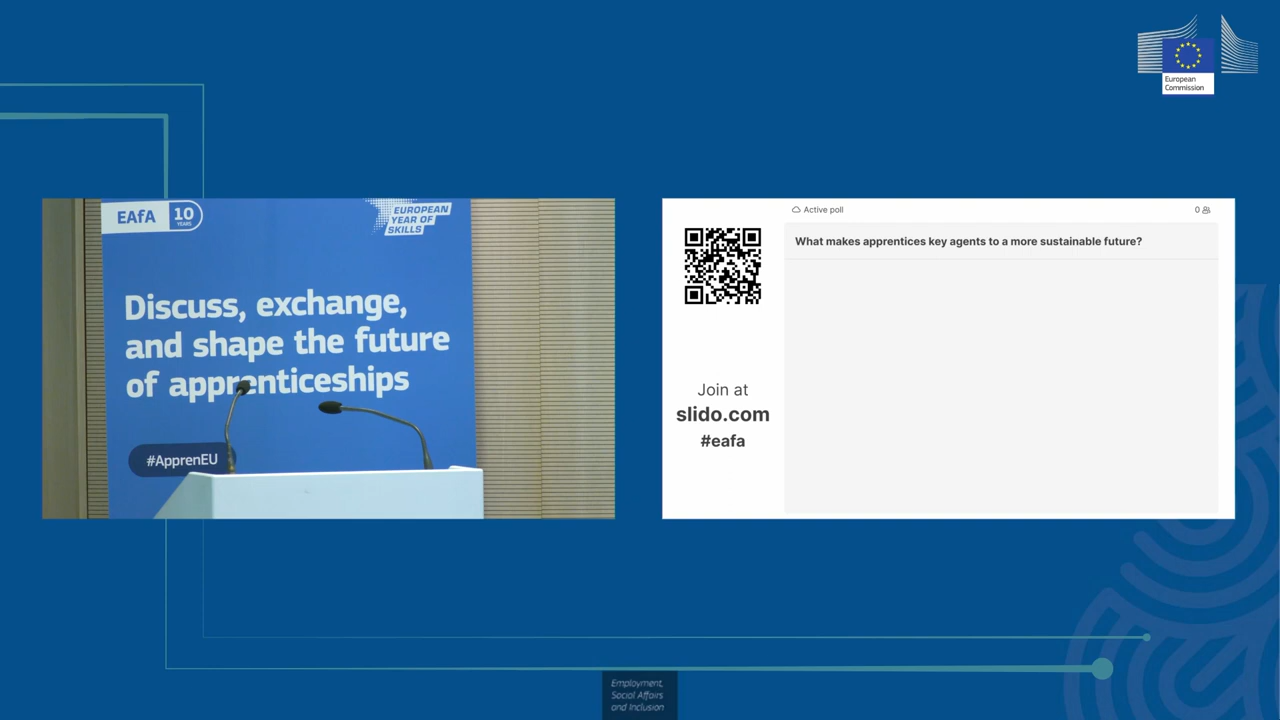 European
Commission
EAfA
10
YEARS
EUROPEAN
YEAR OF
SKILLS
Discuss, exchange,
and shape the future
of apprenticeships
#ApprenEU
Active poll
0
What makes apprentices key agents to a more sustainable future?
Join at
slido.com
#eafa
Employment,
Social Affairs
and Inclusion